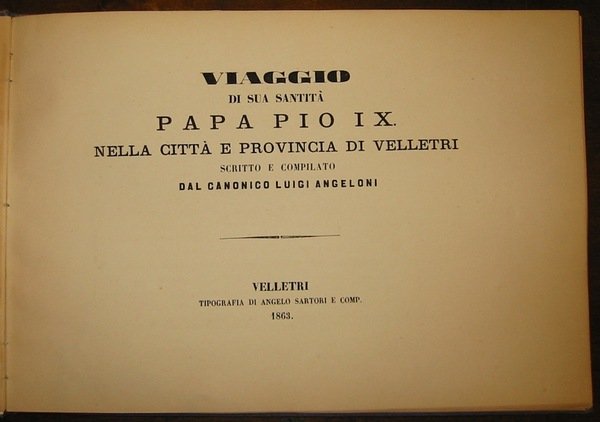 VIAGGIO
DI SUA SANTITÀ
PAPA PIO IX.
NELLA CITTÀ E PROVINCIA DI VELLETRI
SCRITTO E COMPILATO
DAL CANONICO LUIGI ANGELONI
VELLETRI
TIPOGRAFIA DI ANGELO SARTORI E COMP.
1863.